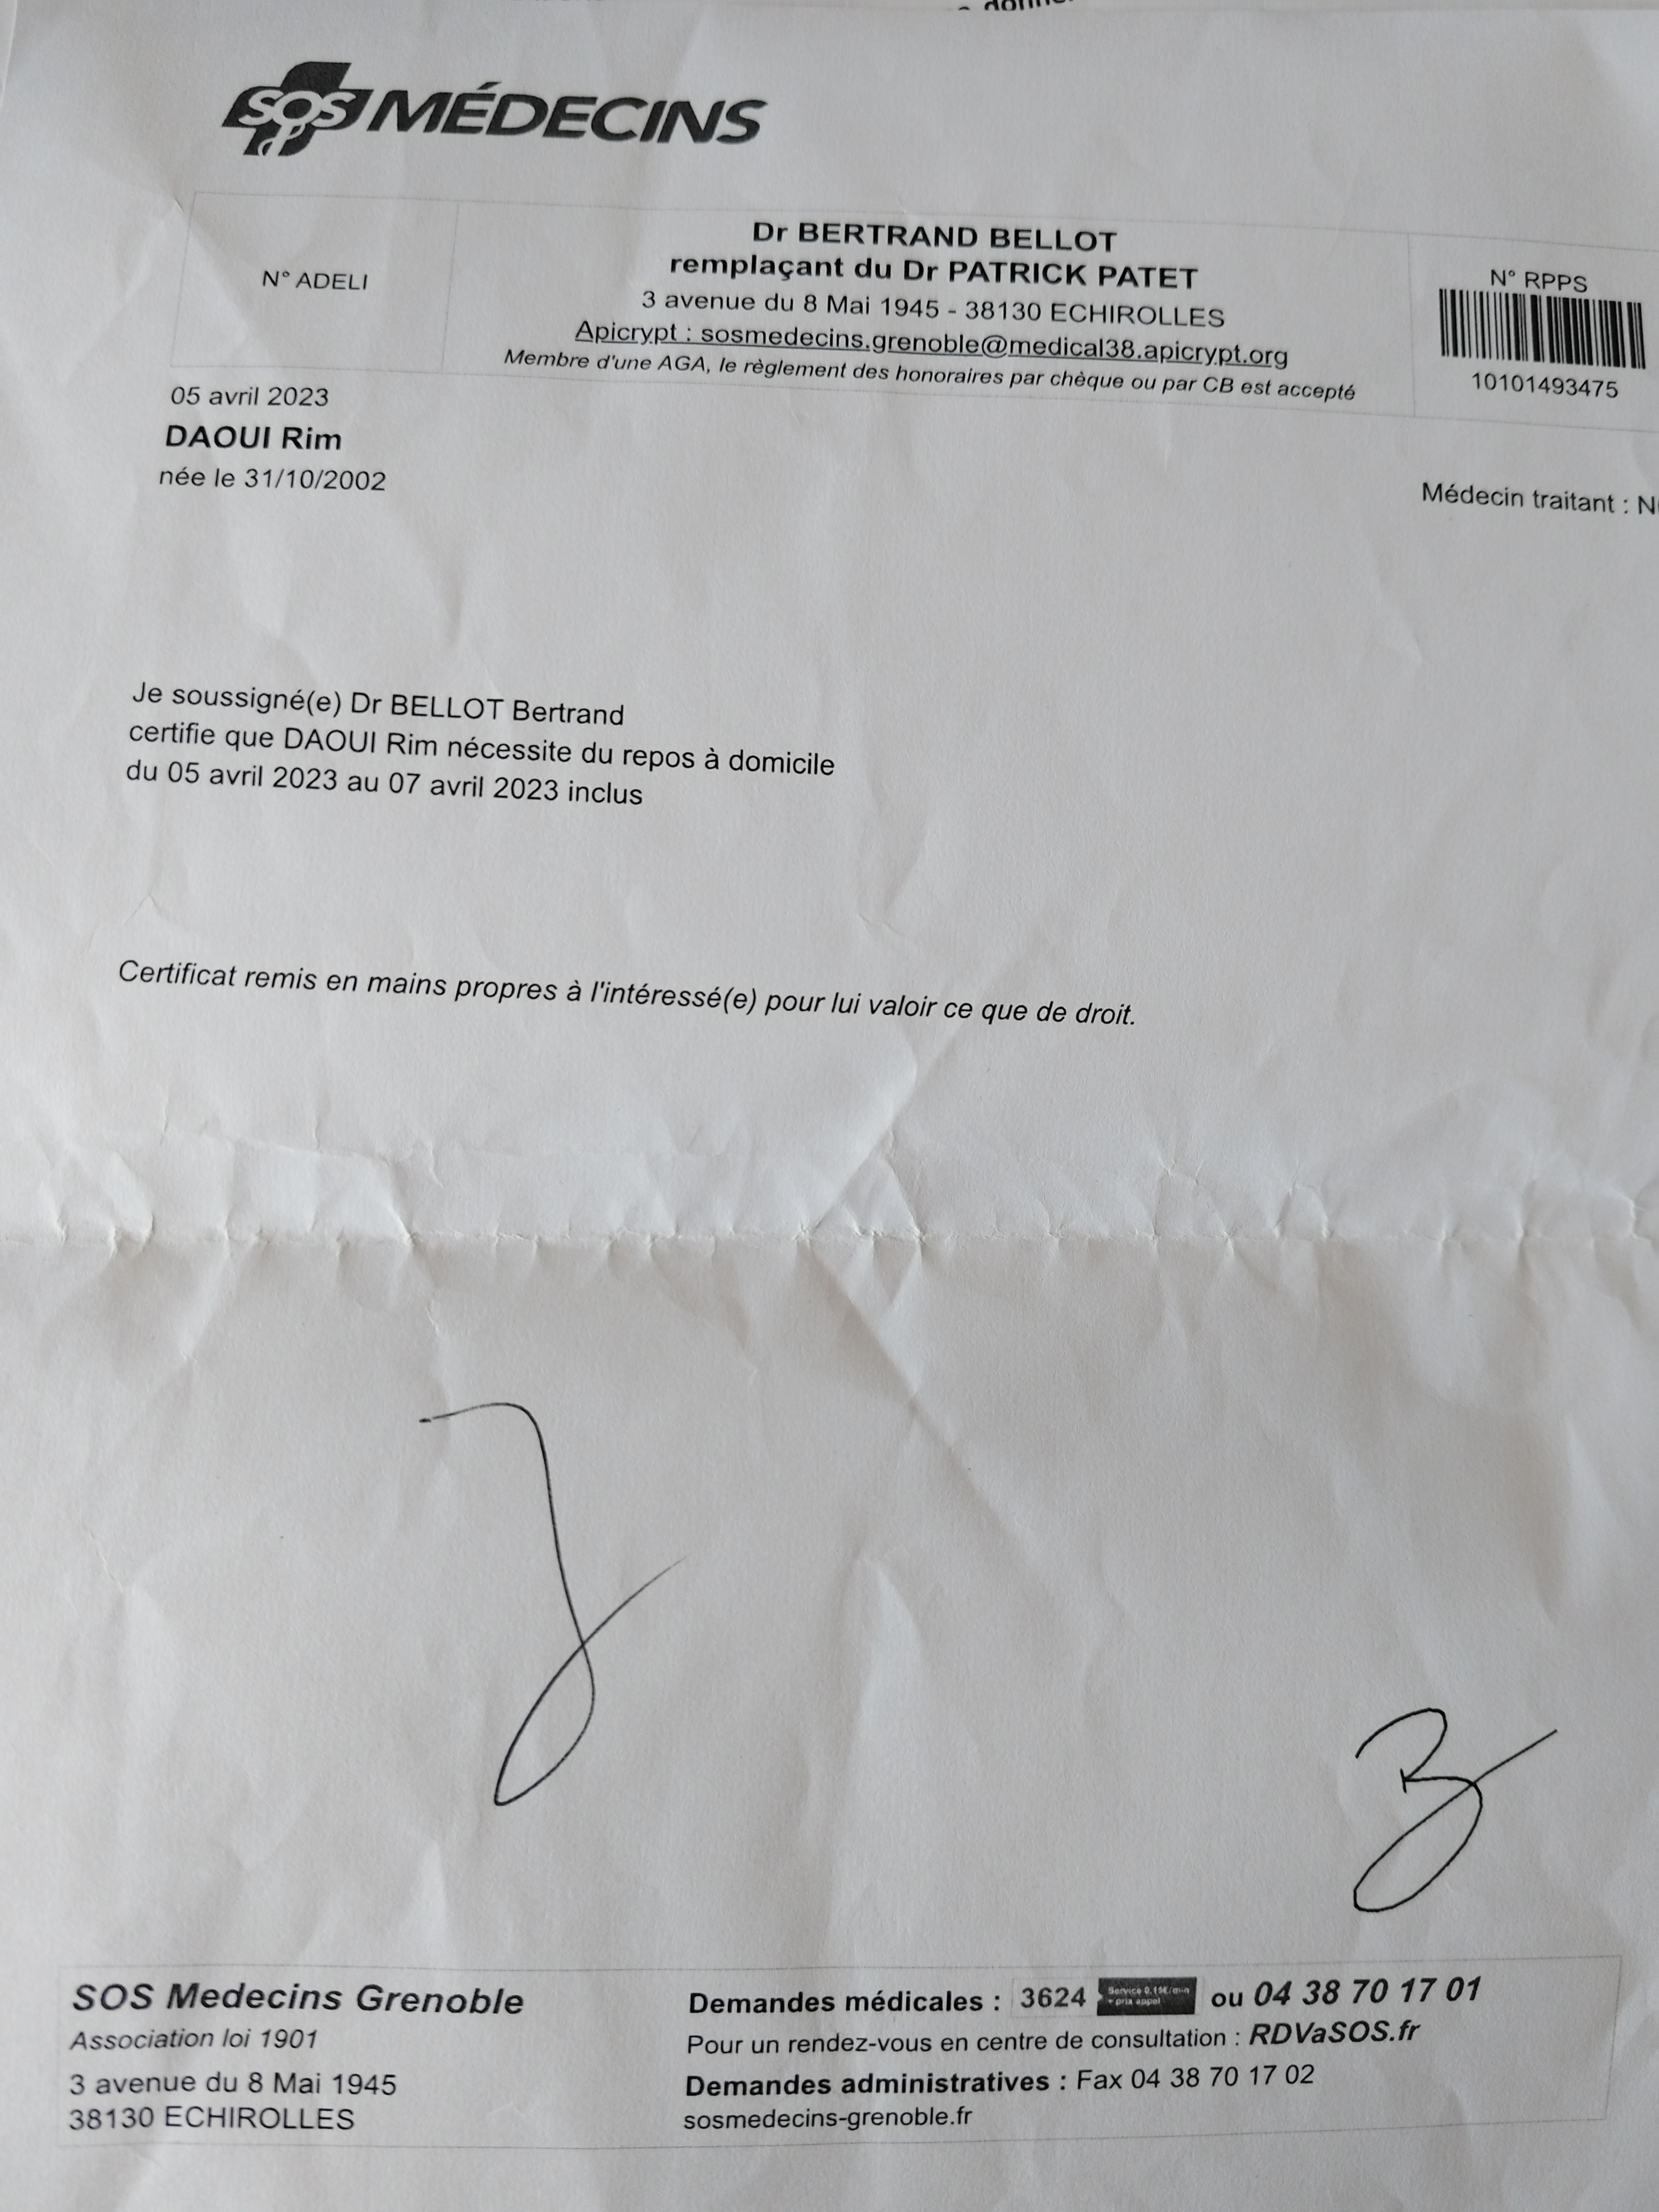 donne
SOS MÉDECINS
N° ADELI
Dr BERTRAND BELLOT
remplaçant du Dr PATRICK PATET
3 avenue du 8 Mai 1945 - 38130 ECHIROLLES
Apicrypt : sosmedecins.grenoble@medical38.apicrypt.org
Membre d'une AGA, le règlement des honoraires par chèque ou par CB est accepté
N° RPPS
10101493475
05 avril 2023
DAOUI Rim
née le 31/10/2002
Médecin traitant :
Je soussigné(e) Dr BELLOT Bertrand
certifie que DAOUI Rim nécessite du repos à domicile
du 05 avril 2023 au 07 avril 2023 inclus
Certificat remis en mains propres à l'intéressé(e) pour lui valoir ce que de droit.
SOS Medecins Grenoble
Association loi 1901
3 avenue du 8 Mai 1945
38130 ECHIROLLES
Demandes médicales : 3624 Service 0,15€/min + prix appel ou 04 38 70 17 01
Pour un rendez-vous en centre de consultation : RDVaSOS.fr
Demandes administratives : Fax 04 38 70 17 02
sosmedecins-grenoble.fr